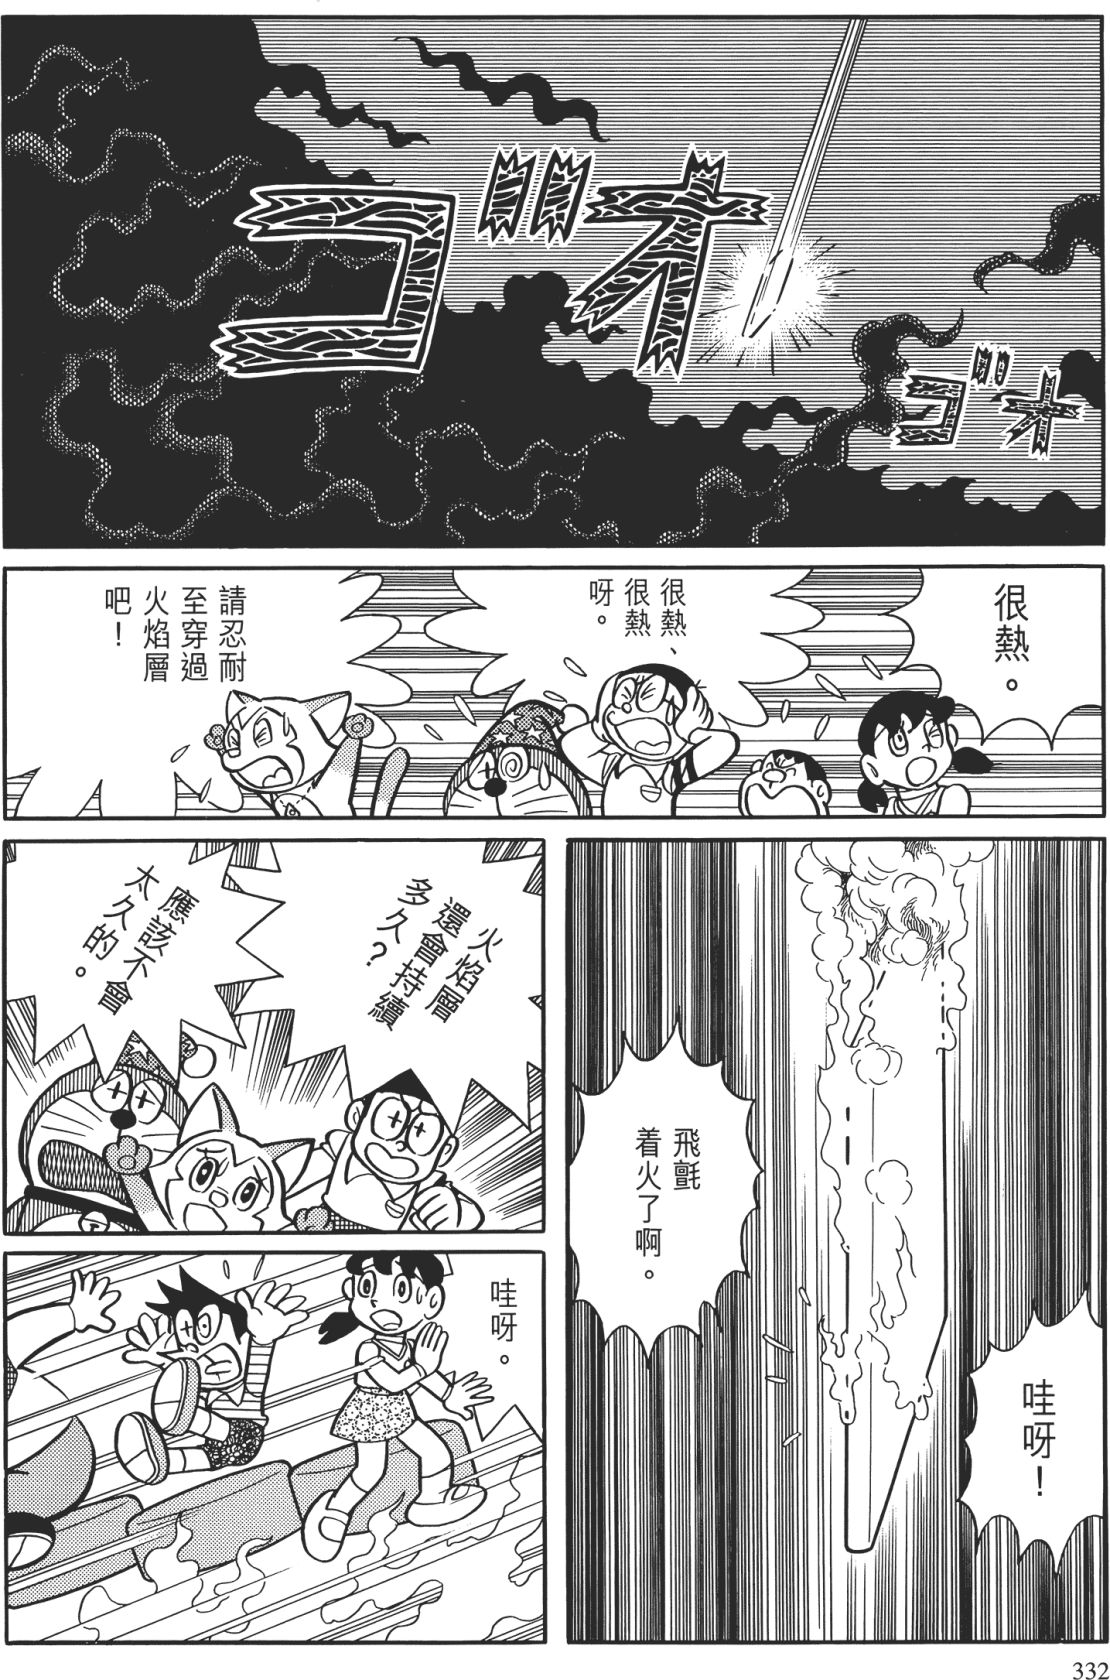 ゴオ
ゴオ
很熱。
很熱、
很熱
呀。
請忍耐
至穿過
火焰層
吧！
哇呀！
飛氈
着火了啊。
火焰層
還會持續
多久？
應該不會
太久的。
哇呀。
332